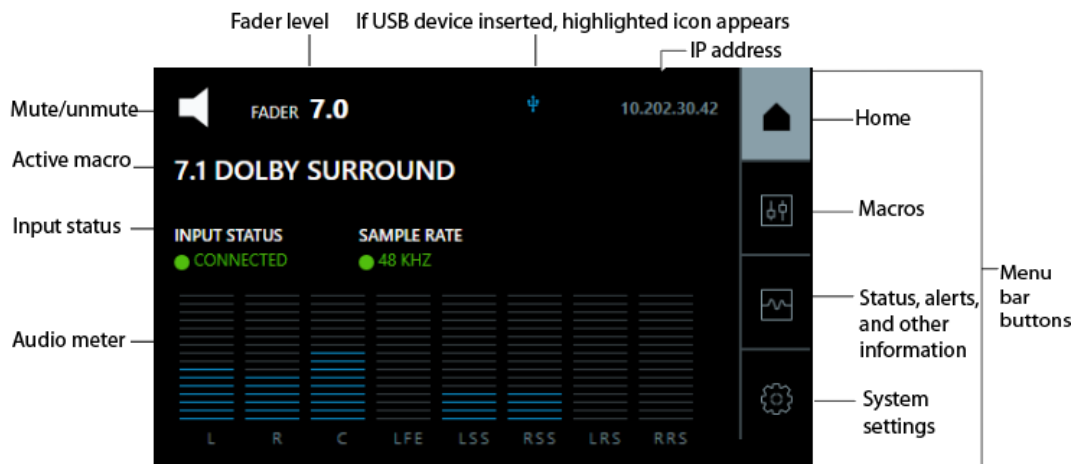 Fader level
If USB device inserted, highlighted icon appears
IP address
Mute/unmute
FADER 7.0
10.202.30.42
Home
Active macro
7.1 DOLBY SURROUND
Macros
Input status
INPUT STATUS
SAMPLE RATE
CONNECTED
48 KHZ
Menu
bar
buttons
Status, alerts,
and other
information
Audio meter
System
settings
L R C LFE LSS RSS LRS RRS